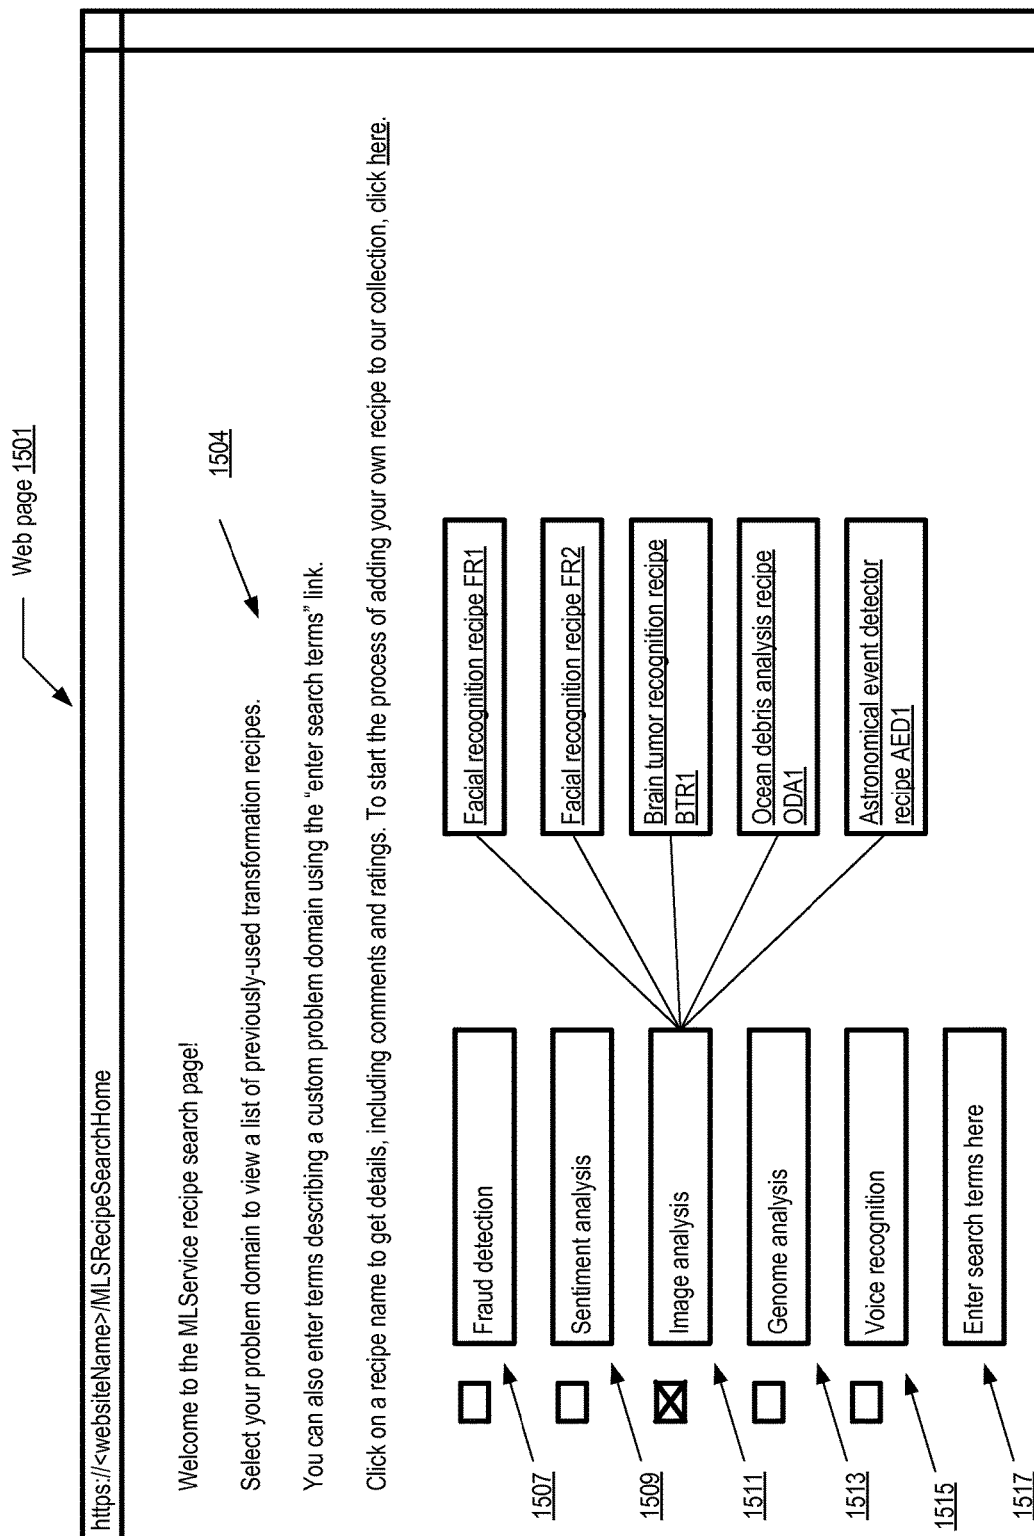 Web page 1501
https://<websiteName>/MLSRecipeSearchHome
Welcome to the MLService recipe search page!
1504
Select your problem domain to view a list of previously-used transformation recipes.
You can also enter terms describing a custom problem domain using the “enter search terms” link.
Click on a recipe name to get details, including comments and ratings. To start the process of adding your own recipe to our collection, click here.
1507
Fraud detection
Facial recognition recipe FR1
1509
Sentiment analysis
Facial recognition recipe FR2
1511
Image analysis
Brain tumor recognition recipe
BTR1
1513
Genome analysis
Ocean debris analysis recipe
ODA1
1515
Voice recognition
Astronomical event detector
recipe AED1
1517
Enter search terms here